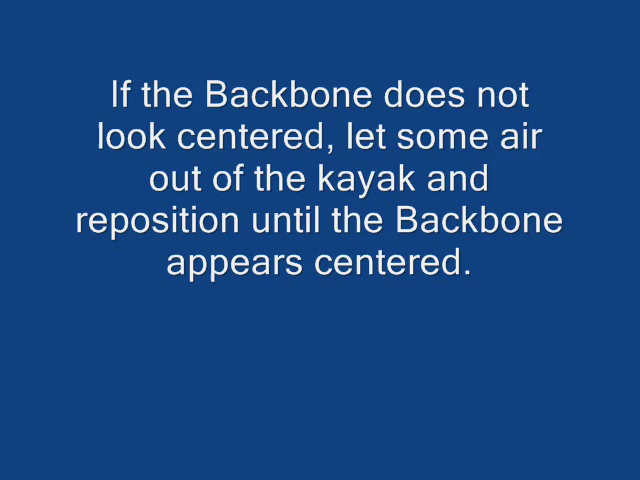 If the Backbone does not
look centered, let some air
out of the kayak and
reposition until the Backbone
appears centered.